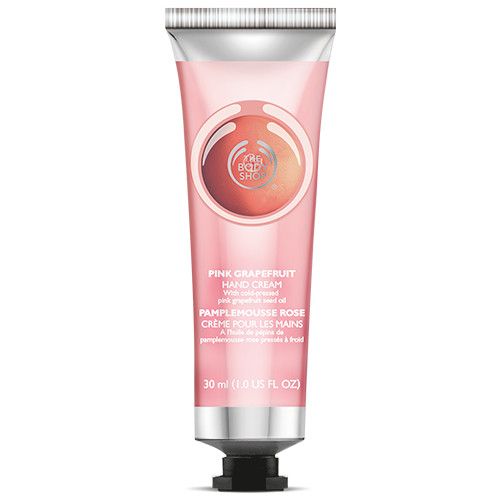 THE
BODY
SHOP
®
PINK GRAPEFRUIT
HAND CREAM
With cold-pressed
pink grapefruit seed oil
PAMPLEMOUSSE ROSE
CRÈME POUR LES MAINS
A l'huile de pépins de
pamplemousse rose pressés à froid
30 ml (1.0 US FL OZ)